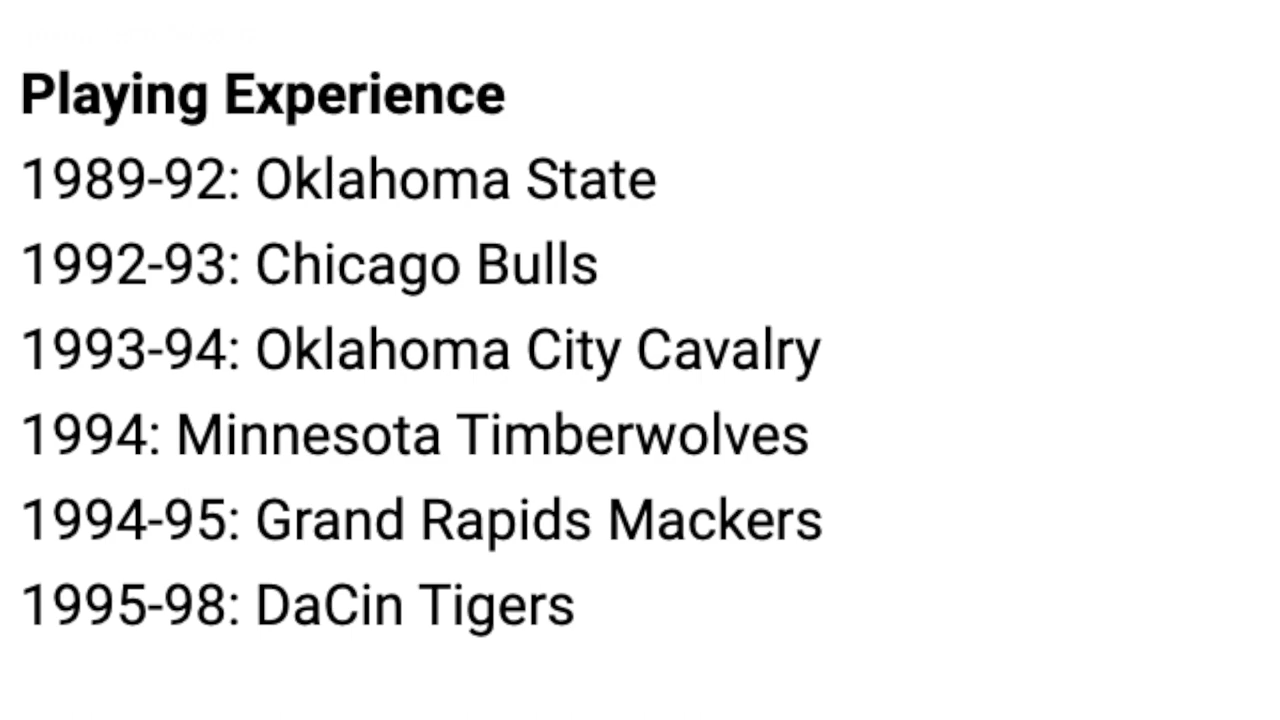 Playing Experience
1989-92: Oklahoma State
1992-93: Chicago Bulls
1993-94: Oklahoma City Cavalry
1994: Minnesota Timberwolves
1994-95: Grand Rapids Mackers
1995-98: DaCin Tigers